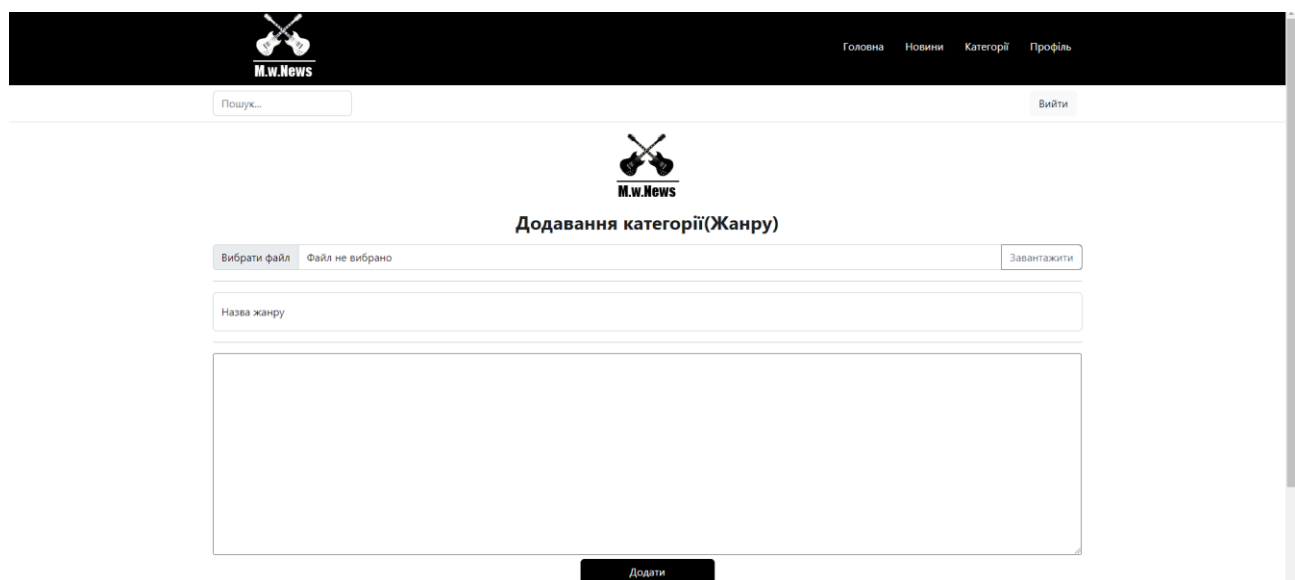 M.w.News
Головна Новини Категорії Профіль
Пошук...
Вийти
M.w.News
Додавання категорії(Жанру)
Вибрати файл Файл не вибрано Завантажити
Назва жанру
Додати